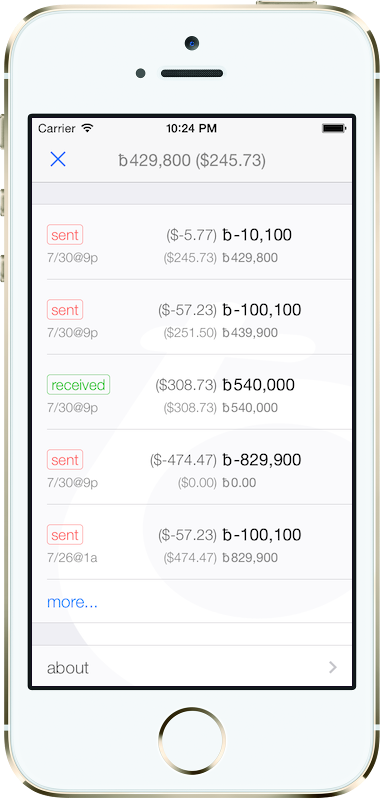 Carrier 10:24 PM
ƀ429,800 ($245.73)
sent ($-5.77) ƀ-10,100
7/30@9p ($245.73) ƀ429,800
sent ($-57.23) ƀ-100,100
7/30@9p ($251.50) ƀ439,900
received ($308.73) ƀ540,000
7/30@9p ($308.73) ƀ540,000
sent ($-474.47) ƀ-829,900
7/30@9p ($0.00) ƀ0.00
sent ($-57.23) ƀ-100,100
7/26@1a ($474.47) ƀ829,900
more...
about